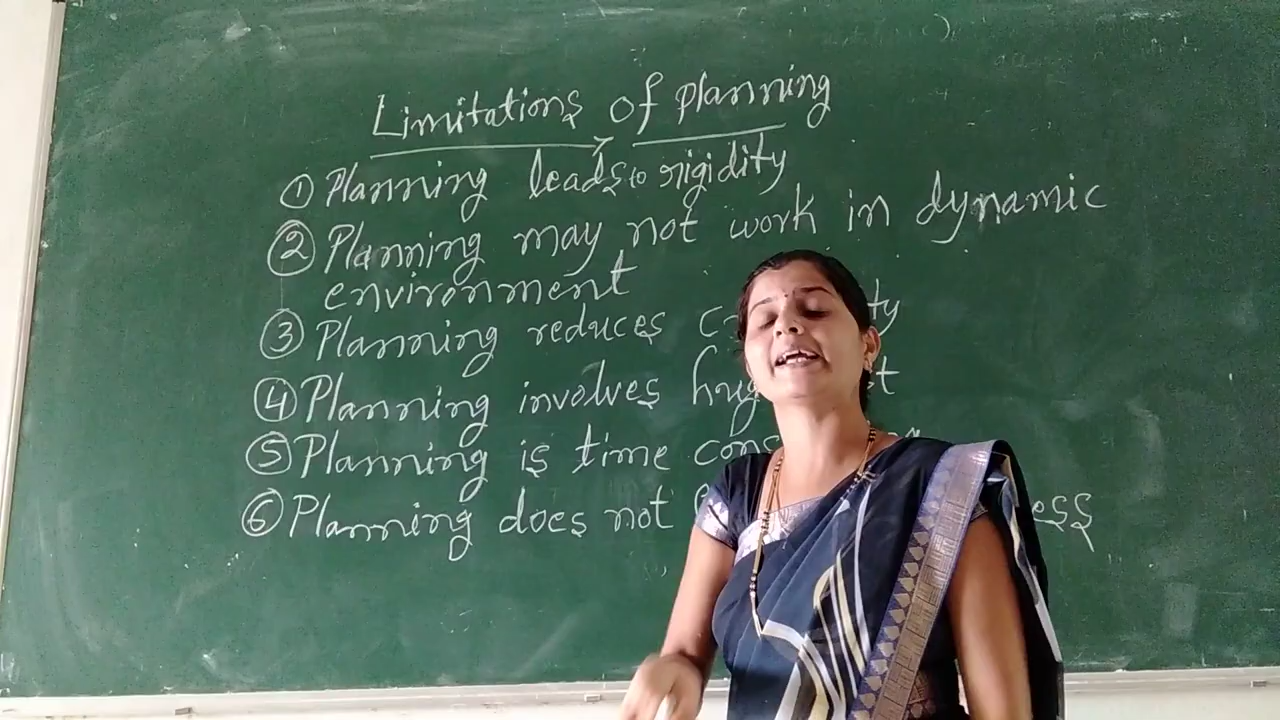 Limitations of planning
① Planning leads to rigidity
② Planning may not work in dynamic
environment
③ Planning reduces
④ Planning involves
⑤ Planning is time
⑥ Planning does not